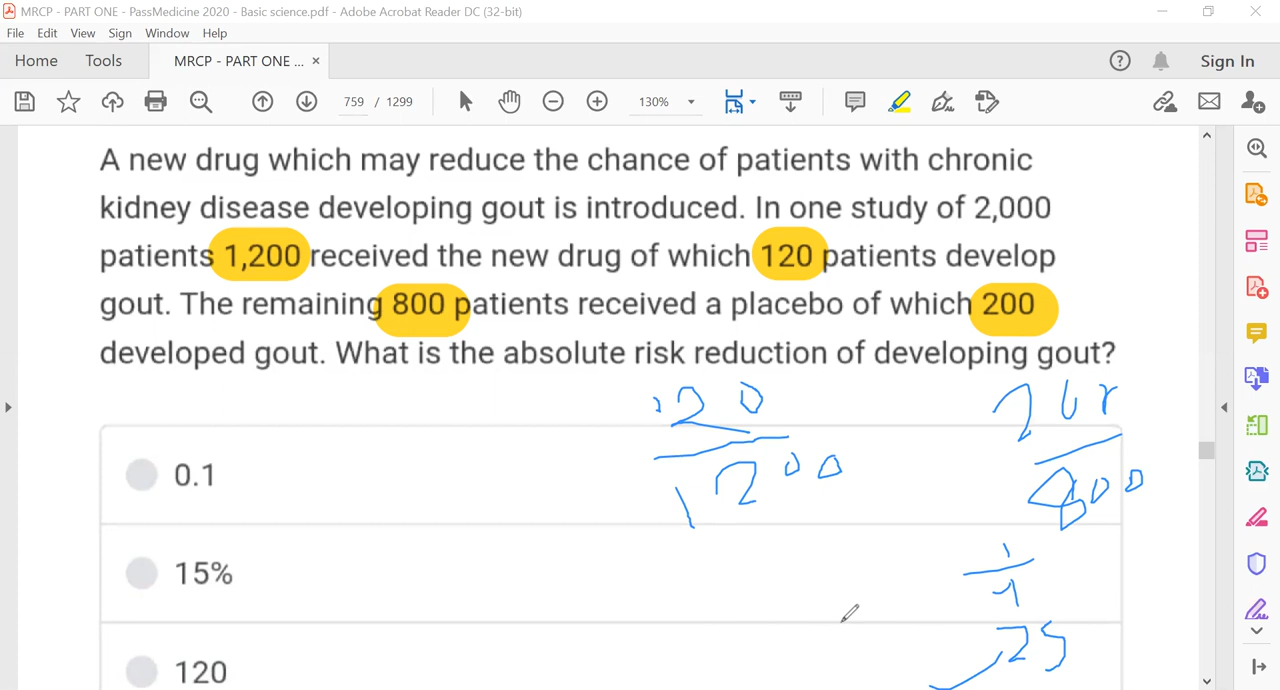 MRCP - PART ONE - PassMedicine 2020 - Basic science.pdf - Adobe Acrobat Reader DC (32-bit)
File Edit View Sign Window Help
Home Tools MRCP - PART ONE ... × Sign In
759 / 1299 130%
A new drug which may reduce the chance of patients with chronic
kidney disease developing gout is introduced. In one study of 2,000
patients 1,200 received the new drug of which 120 patients develop
gout. The remaining 800 patients received a placebo of which 200
developed gout. What is the absolute risk reduction of developing gout?
120
1200
800
0.1
1
4
15%
.25
120